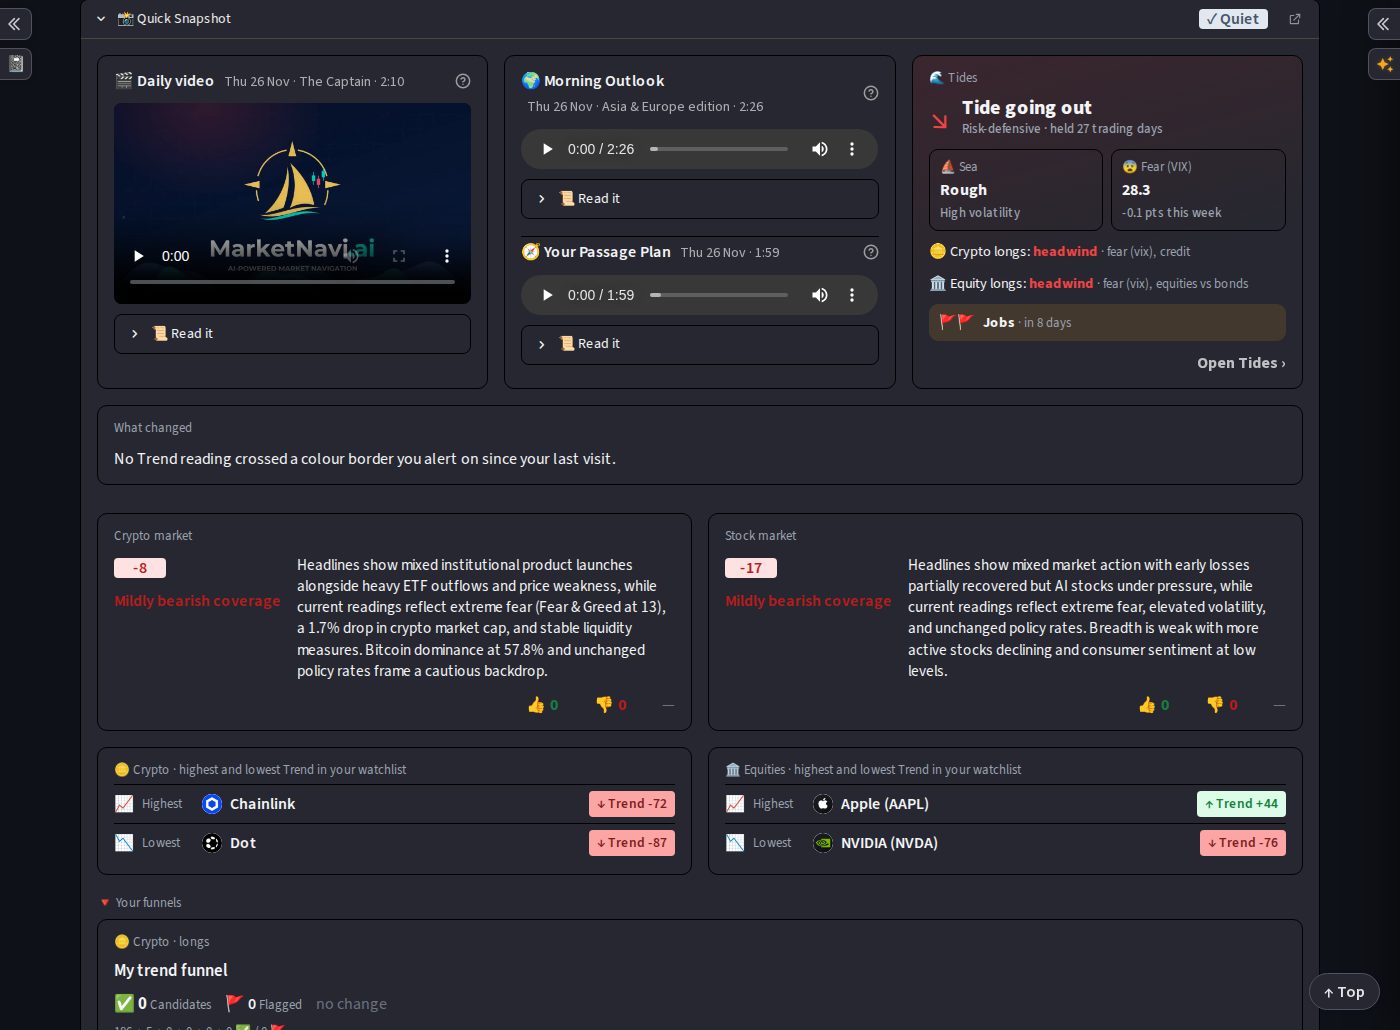 Quick Snapshot
✓ Quiet
Daily video Thu 26 Nov · The Captain · 2:10
MarketNavi.ai
AI-POWERED MARKET NAVIGATION
0:00
Read it
Morning Outlook
Thu 26 Nov · Asia & Europe edition · 2:26
0:00 / 2:26
Read it
Your Passage Plan Thu 26 Nov · 1:59
0:00 / 1:59
Read it
Tides
Tide going out
Risk-defensive · held 27 trading days
Sea
Rough
High volatility
Fear (VIX)
28.3
-0.1 pts this week
Crypto longs: headwind · fear (vix), credit
Equity longs: headwind · fear (vix), equities vs bonds
Jobs · in 8 days
Open Tides ›
What changed
No Trend reading crossed a colour border you alert on since your last visit.
Crypto market
-8
Mildly bearish coverage
Headlines show mixed institutional product launches
alongside heavy ETF outflows and price weakness, while
current readings reflect extreme fear (Fear & Greed at 13),
a 1.7% drop in crypto market cap, and stable liquidity
measures. Bitcoin dominance at 57.8% and unchanged
policy rates frame a cautious backdrop.
0 0 —
Stock market
-17
Mildly bearish coverage
Headlines show mixed market action with early losses
partially recovered but AI stocks under pressure, while
current readings reflect extreme fear, elevated volatility,
and unchanged policy rates. Breadth is weak with more
active stocks declining and consumer sentiment at low
levels.
0 0 —
Crypto · highest and lowest Trend in your watchlist
Highest Chainlink ↓ Trend -72
Lowest Dot ↓ Trend -87
Equities · highest and lowest Trend in your watchlist
Highest Apple (AAPL) ↑ Trend +44
Lowest NVIDIA (NVDA) ↓ Trend -76
Your funnels
Crypto · longs
My trend funnel
0 Candidates 0 Flagged no change
↑ Top